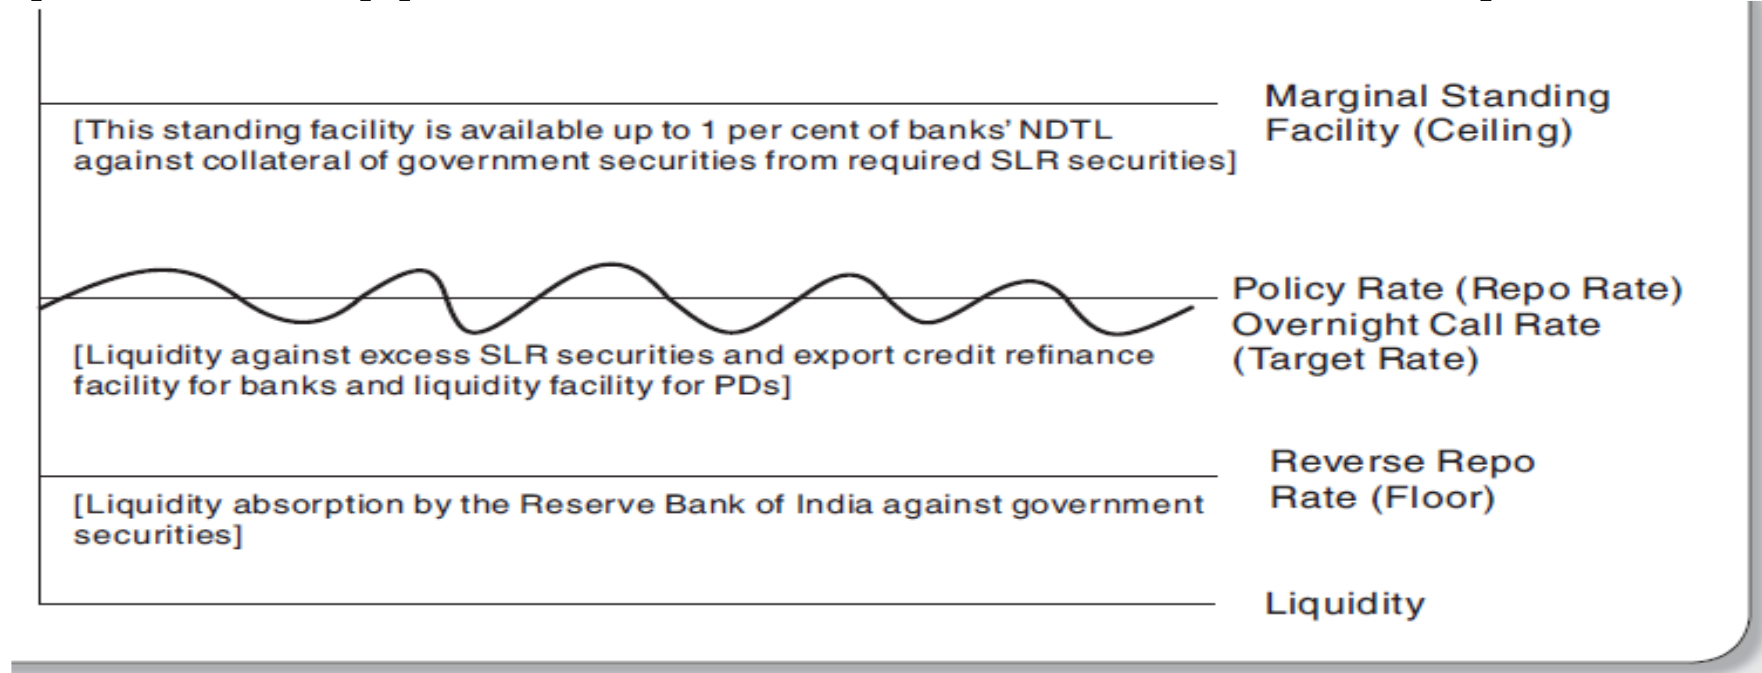 Marginal Standing
Facility (Ceiling)
[This standing facility is available up to 1 per cent of banks' NDTL
against collateral of government securities from required SLR securities]
Policy Rate (Repo Rate)
Overnight Call Rate
(Target Rate)
[Liquidity against excess SLR securities and export credit refinance
facility for banks and liquidity facility for PDs]
Reverse Repo
Rate (Floor)
[Liquidity absorption by the Reserve Bank of India against government
securities]
Liquidity